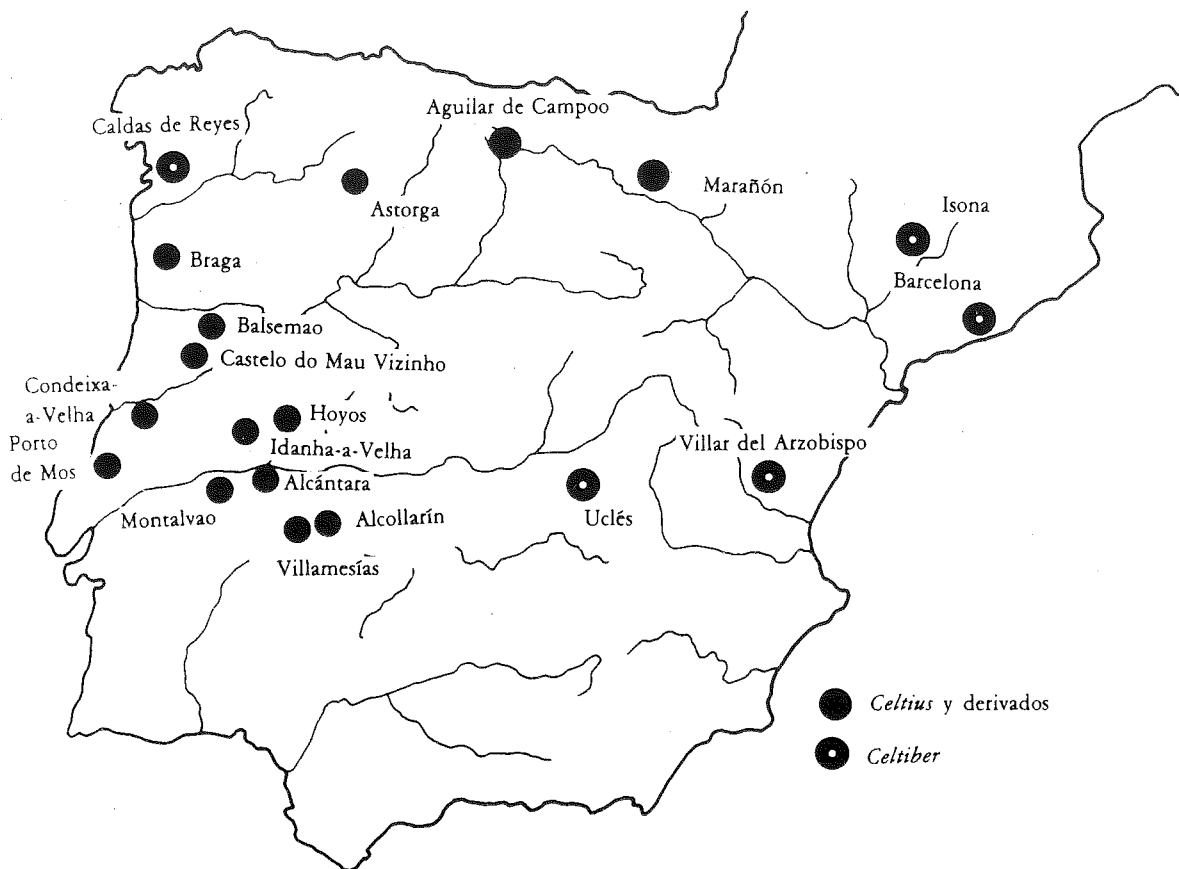 Aguilar de Campoo
Caldas de Reyes
Marañón
Astorga
Isona
Braga
Barcelona
Balsemao
Castelo do Mau Vizinho
Condeixa-
a-Velha
Hoyos
Porto
de Mos
Idanha-a-Velha
Villar del Arzobispo
Alcántara
Montalvao
Alcollarín
Uclés
Villamesías
Celtius y derivados
Celtiber